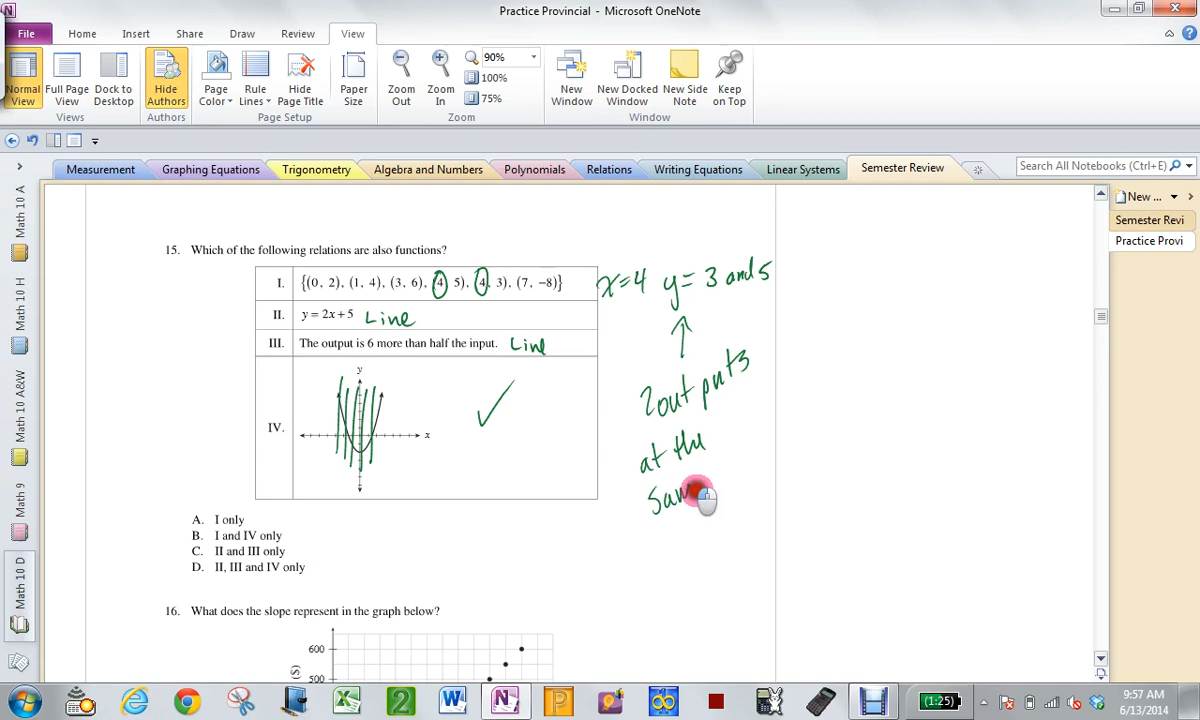 Practice Provincial - Microsoft OneNote
File Home Insert Share Draw Review View
Normal View
Full Page View
Dock to Desktop
Hide Authors
Page Color
Rule Lines
Hide Page Title
Paper Size
Zoom Out
Zoom In
90%
100%
75%
New Window
New Docked Window
New Side Note
Keep on Top
Views Authors Page Setup Zoom Window
Measurement Graphing Equations Trigonometry Algebra and Numbers Polynomials Relations Writing Equations Linear Systems Semester Review
Search All Notebooks (Ctrl+E)
New ...
Semester Revi
Practice Provi
Math 10 A
Math 10 H
Math 10 A&W
Math 9
Math 10 D
15. Which of the following relations are also functions?
I. {(0, 2), (1, 4), (3, 6), (4, 5), (4, 3), (7, −8)}
x=4 y= 3 and 5
II. y = 2x + 5 Line
III. The output is 6 more than half the input. Line
IV.
y
x
2 outputs
at the
sam
A. I only
B. I and IV only
C. II and III only
D. II, III and IV only
16. What does the slope represent in the graph below?
600
500
(1:25)
9:57 AM
6/13/2014